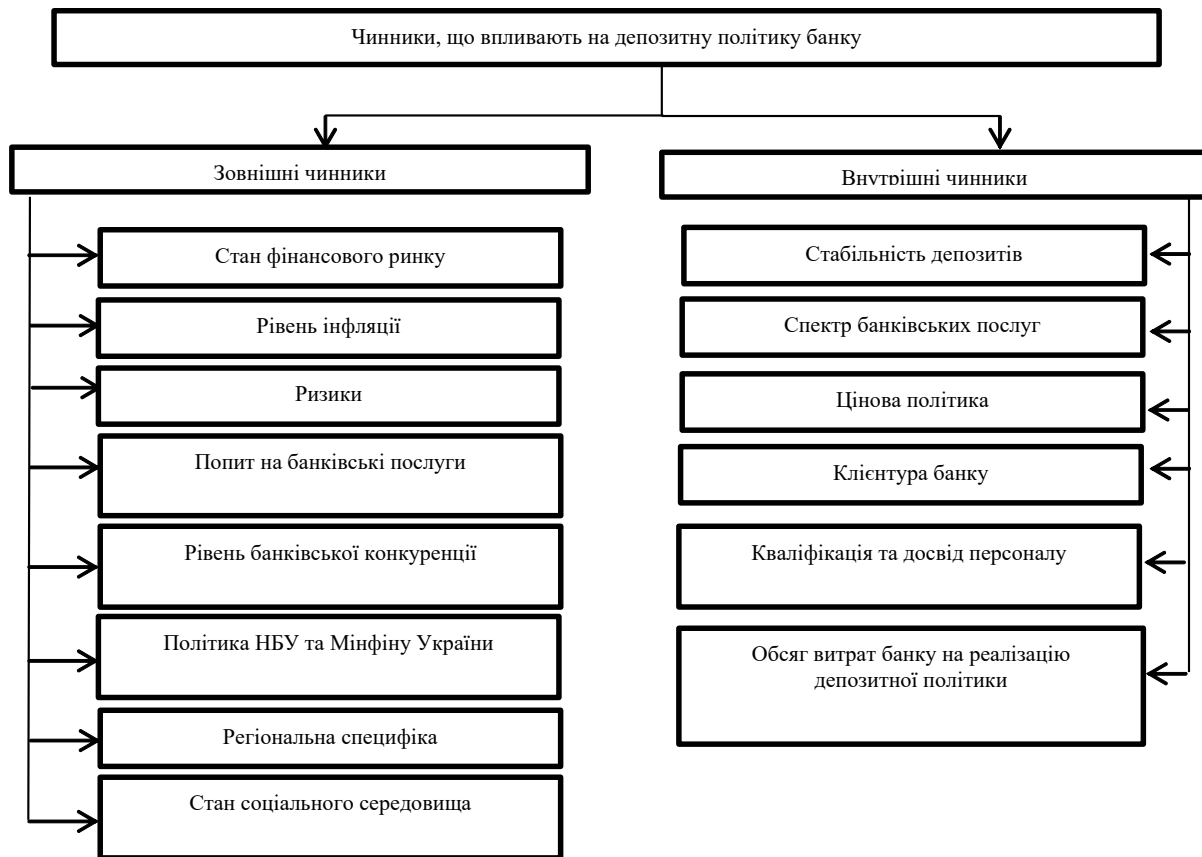 Чинники, що впливають на депозитну політику банку
Зовнішні чинники
Внутрішні чинники
Стан фінансового ринку
Рівень інфляції
Ризики
Попит на банківські послуги
Рівень банківської конкуренції
Політика НБУ та Мінфіну України
Регіональна специфіка
Стан соціального середовища
Стабільність депозитів
Спектр банківських послуг
Цінова політика
Клієнтура банку
Кваліфікація та досвід персоналу
Обсяг витрат банку на реалізацію
депозитної політики